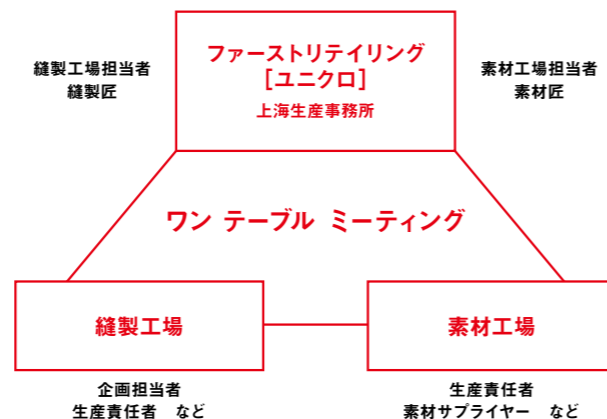 ファーストリテイリング
[ユニクロ]
上海生産事務所
縫製工場担当者
縫製匠
素材工場担当者
素材匠
ワン テーブル ミーティング
縫製工場
素材工場
企画担当者
生産責任者 など
生産責任者
素材サプライヤー など